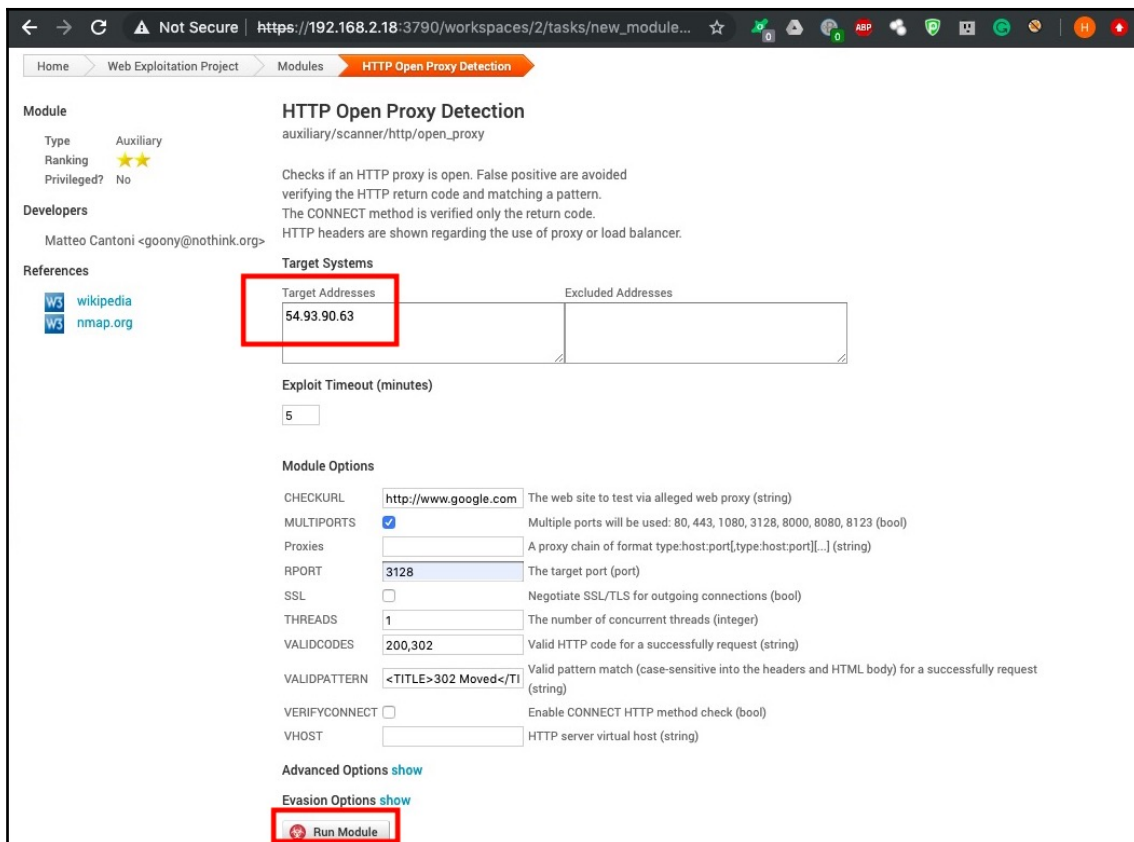 Not Secure | https://192.168.2.18:3790/workspaces/2/tasks/new_module...
0
0
ABP
H
Home
Web Exploitation Project
Modules
HTTP Open Proxy Detection
Module
Type Auxiliary
Ranking
Privileged? No
Developers
Matteo Cantoni <goony@nothink.org>
References
W3 wikipedia
W3 nmap.org
HTTP Open Proxy Detection
auxiliary/scanner/http/open_proxy
Checks if an HTTP proxy is open. False positive are avoided
verifying the HTTP return code and matching a pattern.
The CONNECT method is verified only the return code.
HTTP headers are shown regarding the use of proxy or load balancer.
Target Systems
Target Addresses Excluded Addresses
54.93.90.63
Exploit Timeout (minutes)
5
Module Options
CHECKURL http://www.google.com The web site to test via alleged web proxy (string)
MULTIPORTS Multiple ports will be used: 80, 443, 1080, 3128, 8000, 8080, 8123 (bool)
Proxies A proxy chain of format type:host:port[,type:host:port][...] (string)
RPORT 3128 The target port (port)
SSL Negotiate SSL/TLS for outgoing connections (bool)
THREADS 1 The number of concurrent threads (integer)
VALIDCODES 200,302 Valid HTTP code for a successfully request (string)
VALIDPATTERN <TITLE>302 Moved</TI Valid pattern match (case-sensitive into the headers and HTML body) for a successfully request
(string)
VERIFYCONNECT Enable CONNECT HTTP method check (bool)
VHOST HTTP server virtual host (string)
Advanced Options show
Evasion Options show
Run Module